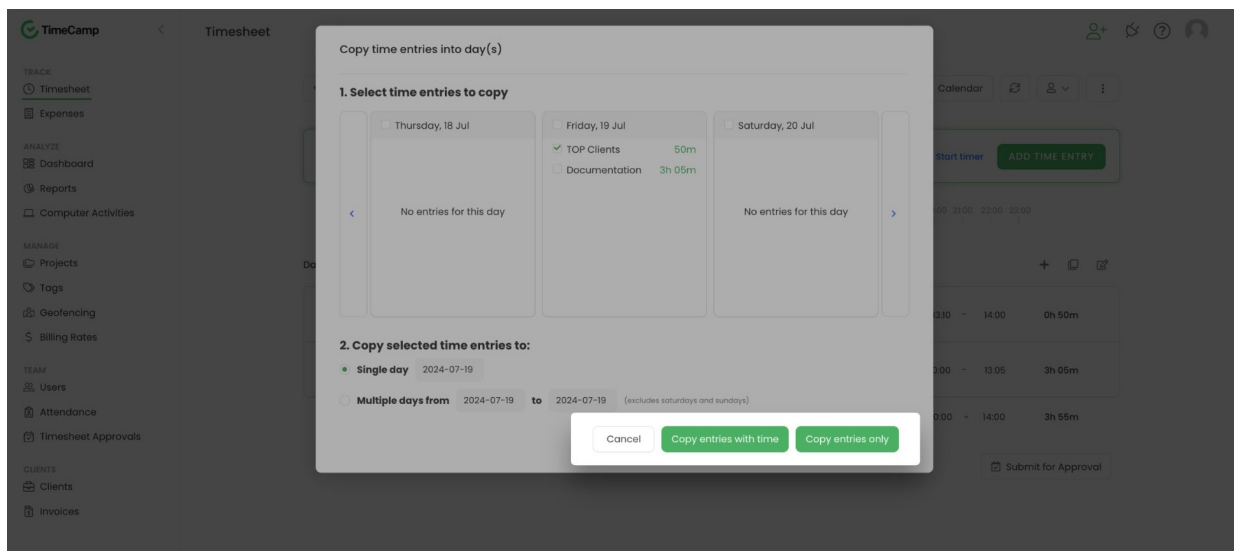 TimeCamp
Timesheet
TRACK
Timesheet
Expenses
ANALYZE
Dashboard
Reports
Computer Activities
MANAGE
Projects
Tags
Geofencing
Billing Rates
TEAM
Users
Attendance
Timesheet Approvals
CLIENTS
Clients
Invoices
Copy time entries into day(s)
1. Select time entries to copy
Thursday, 18 Jul
No entries for this day
Friday, 19 Jul
TOP Clients 50m
Documentation 3h 05m
Saturday, 20 Jul
No entries for this day
2. Copy selected time entries to:
Single day 2024-07-19
Multiple days from 2024-07-19 to 2024-07-19 (excludes saturdays and sundays)
Cancel Copy entries with time Copy entries only
Calendar
Start timer ADD TIME ENTRY
21:00 22:00 23:00
- 14:00 0h 50m
- 13:05 3h 05m
- 14:00 3h 55m
Submit for Approval